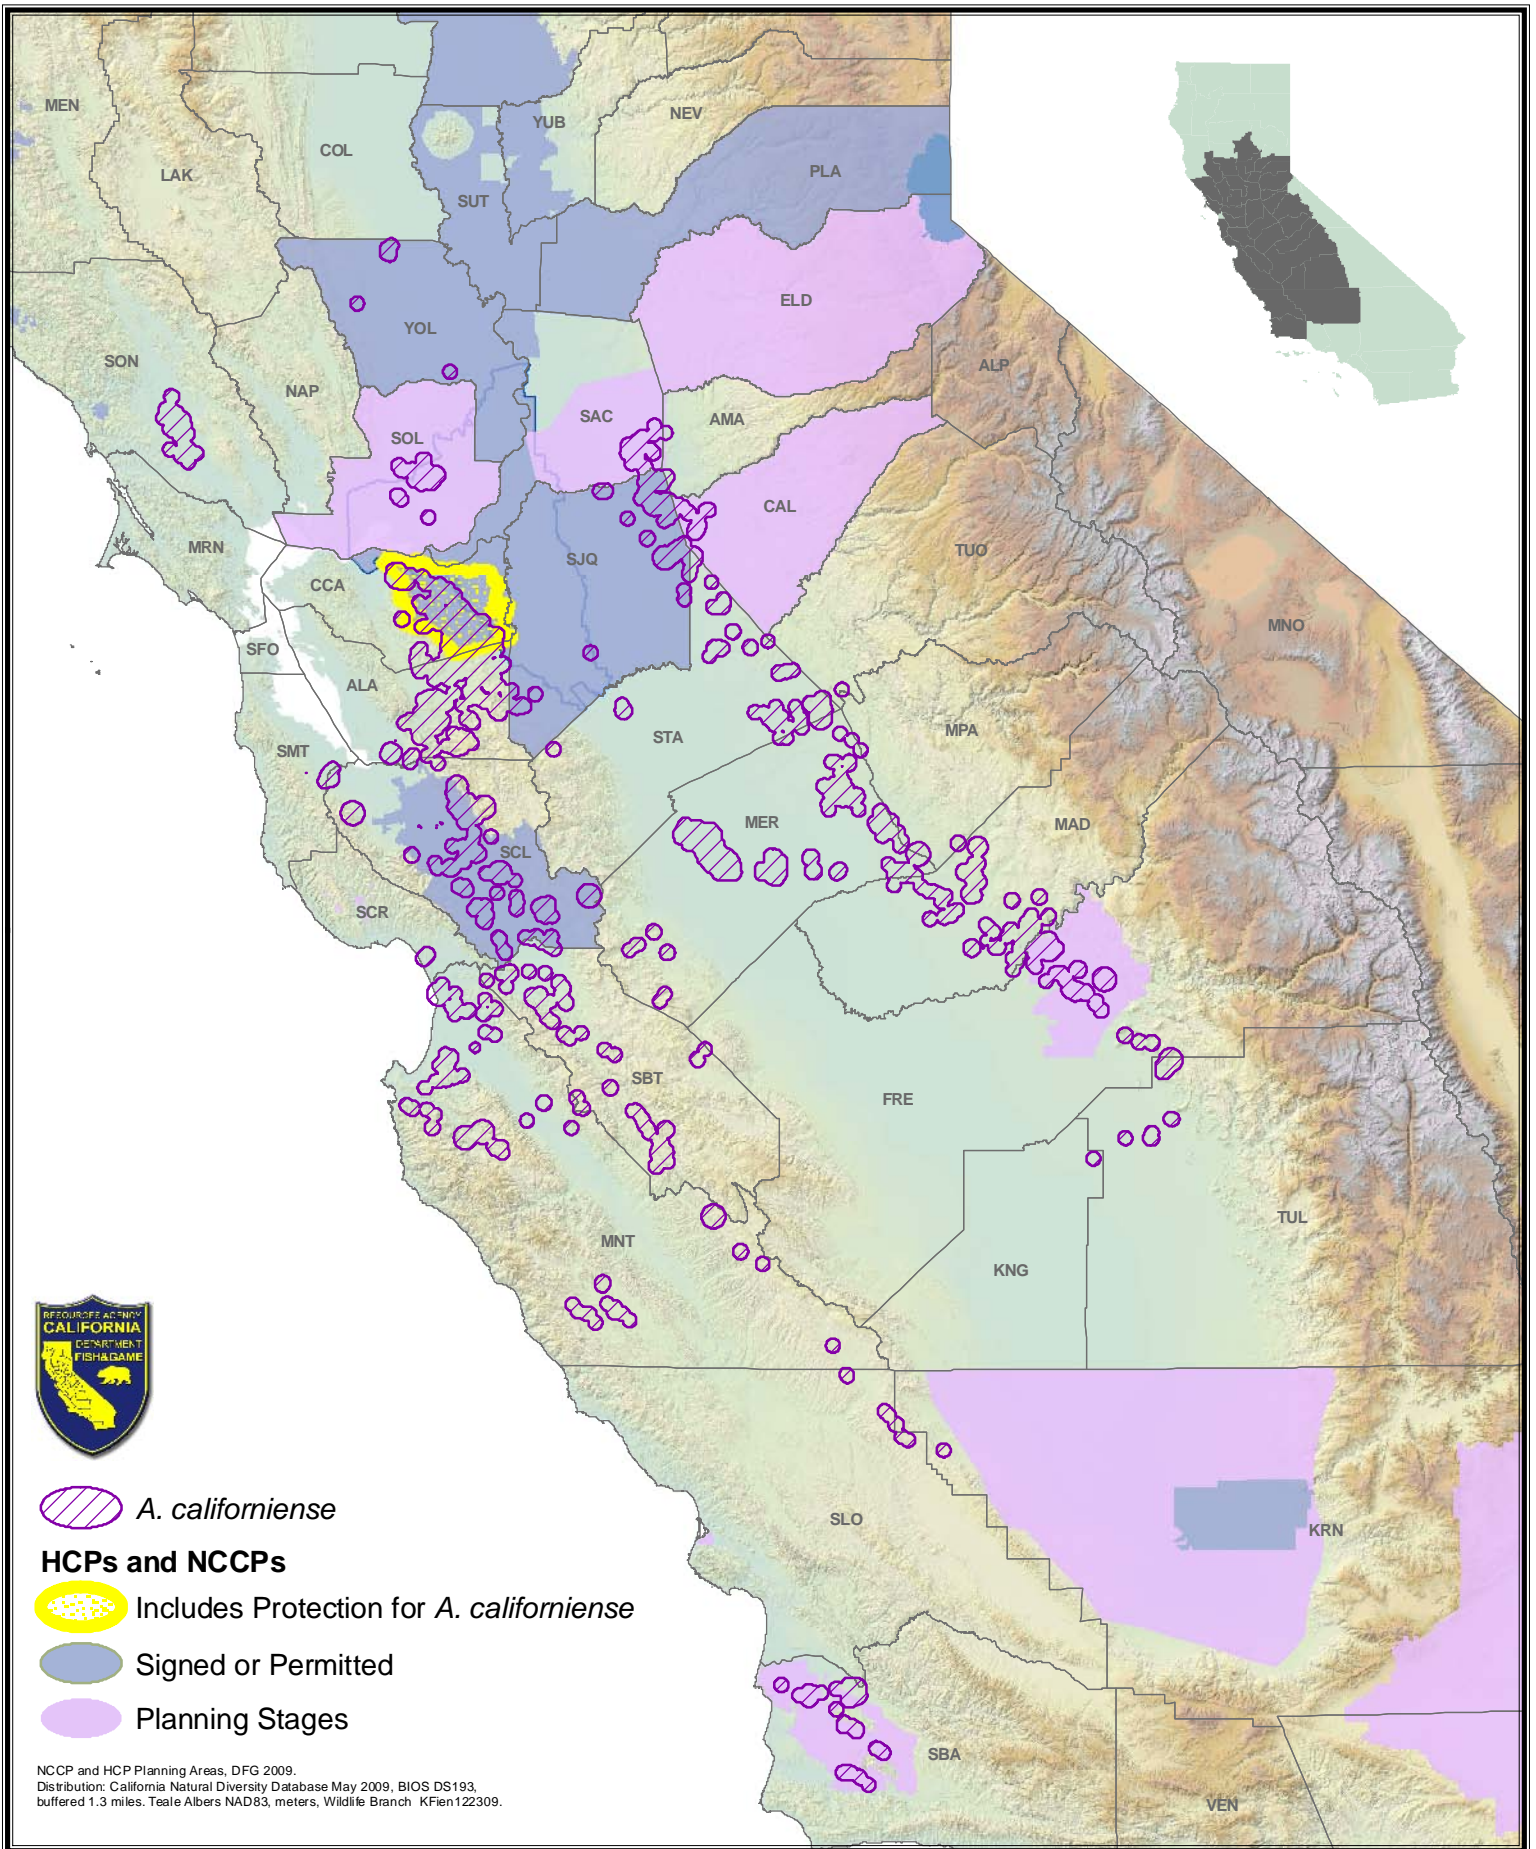 MEN
LAK
COL
YUB
NEV
SUT
PLA
YOL
ELD
SON
NAP
SOL
SAC
AMA
ALP
CAL
MRN
CCA
SJQ
TUO
SFO
ALA
MNO
SMT
STA
MPA
MER
MAD
SCL
SCR
SBT
FRE
MNT
KNG
TUL
SLO
KRN
SBA
VEN
RESOURCES AGENCY
CALIFORNIA
DEPARTMENT
FISH&GAME
A. californiense
HCPs and NCCPs
Includes Protection for A. californiense
Signed or Permitted
Planning Stages
NCCP and HCP Planning Areas, DFG 2009.
Distribution: California Natural Diversity Database May 2009, BIOS DS193,
buffered 1.3 miles. Teale Albers NAD83, meters, Wildlife Branch KFien122309.